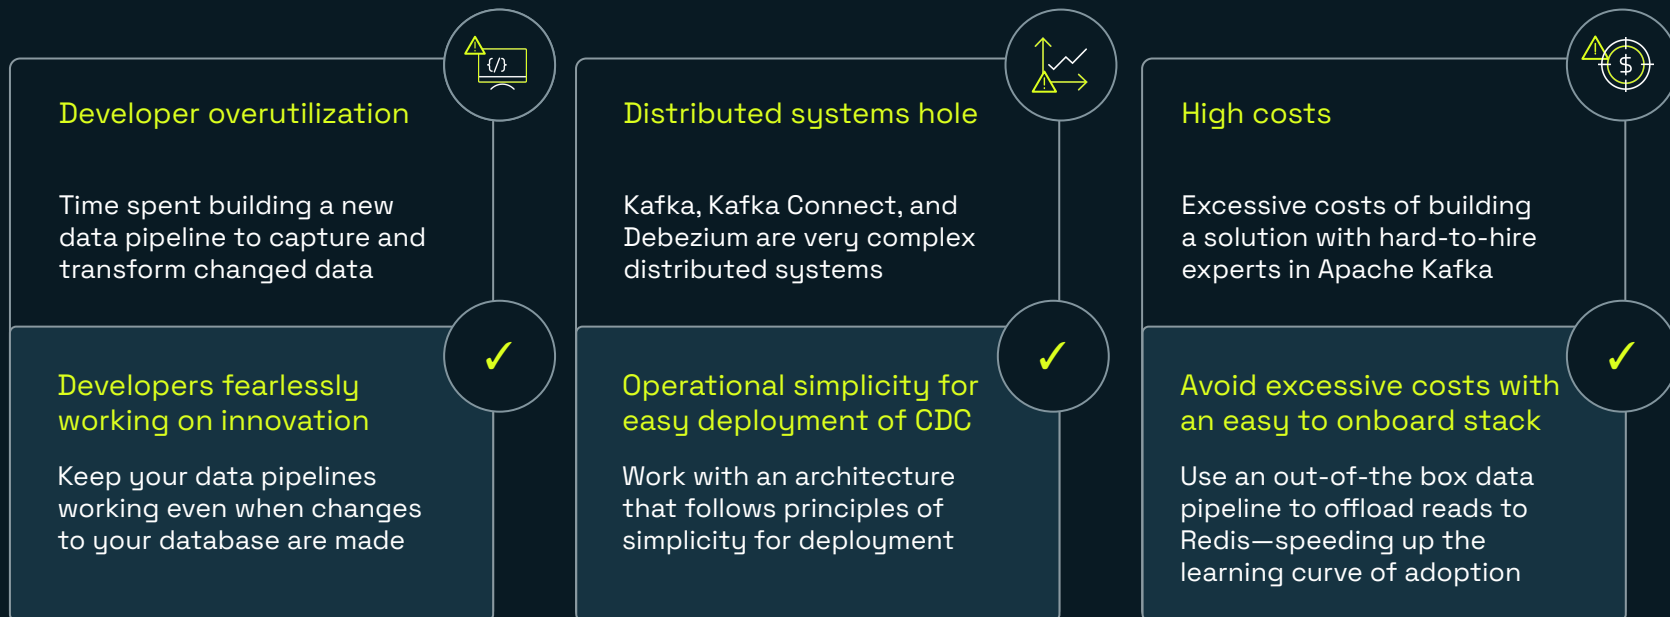 {/}
$
Developer overutilization
Time spent building a new
data pipeline to capture and
transform changed data
Developers fearlessly
working on innovation
Keep your data pipelines
working even when changes
to your database are made
Distributed systems hole
Kafka, Kafka Connect, and
Debezium are very complex
distributed systems
Operational simplicity for
easy deployment of CDC
Work with an architecture
that follows principles of
simplicity for deployment
High costs
Excessive costs of building
a solution with hard-to-hire
experts in Apache Kafka
Avoid excessive costs with
an easy to onboard stack
Use an out-of-the box data
pipeline to offload reads to
Redis—speeding up the
learning curve of adoption